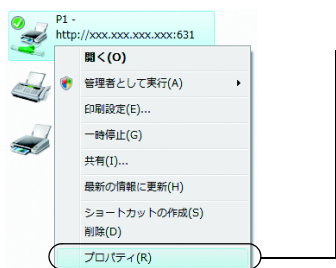 P1 -
http://xxx.xxx.xxx.xxx:631
開く(O)
管理者として実行(A)
印刷設定(E)...
一時停止(G)
共有(I)...
最新の情報に更新(H)
ショートカットの作成(S)
削除(D)
プロパティ(R)